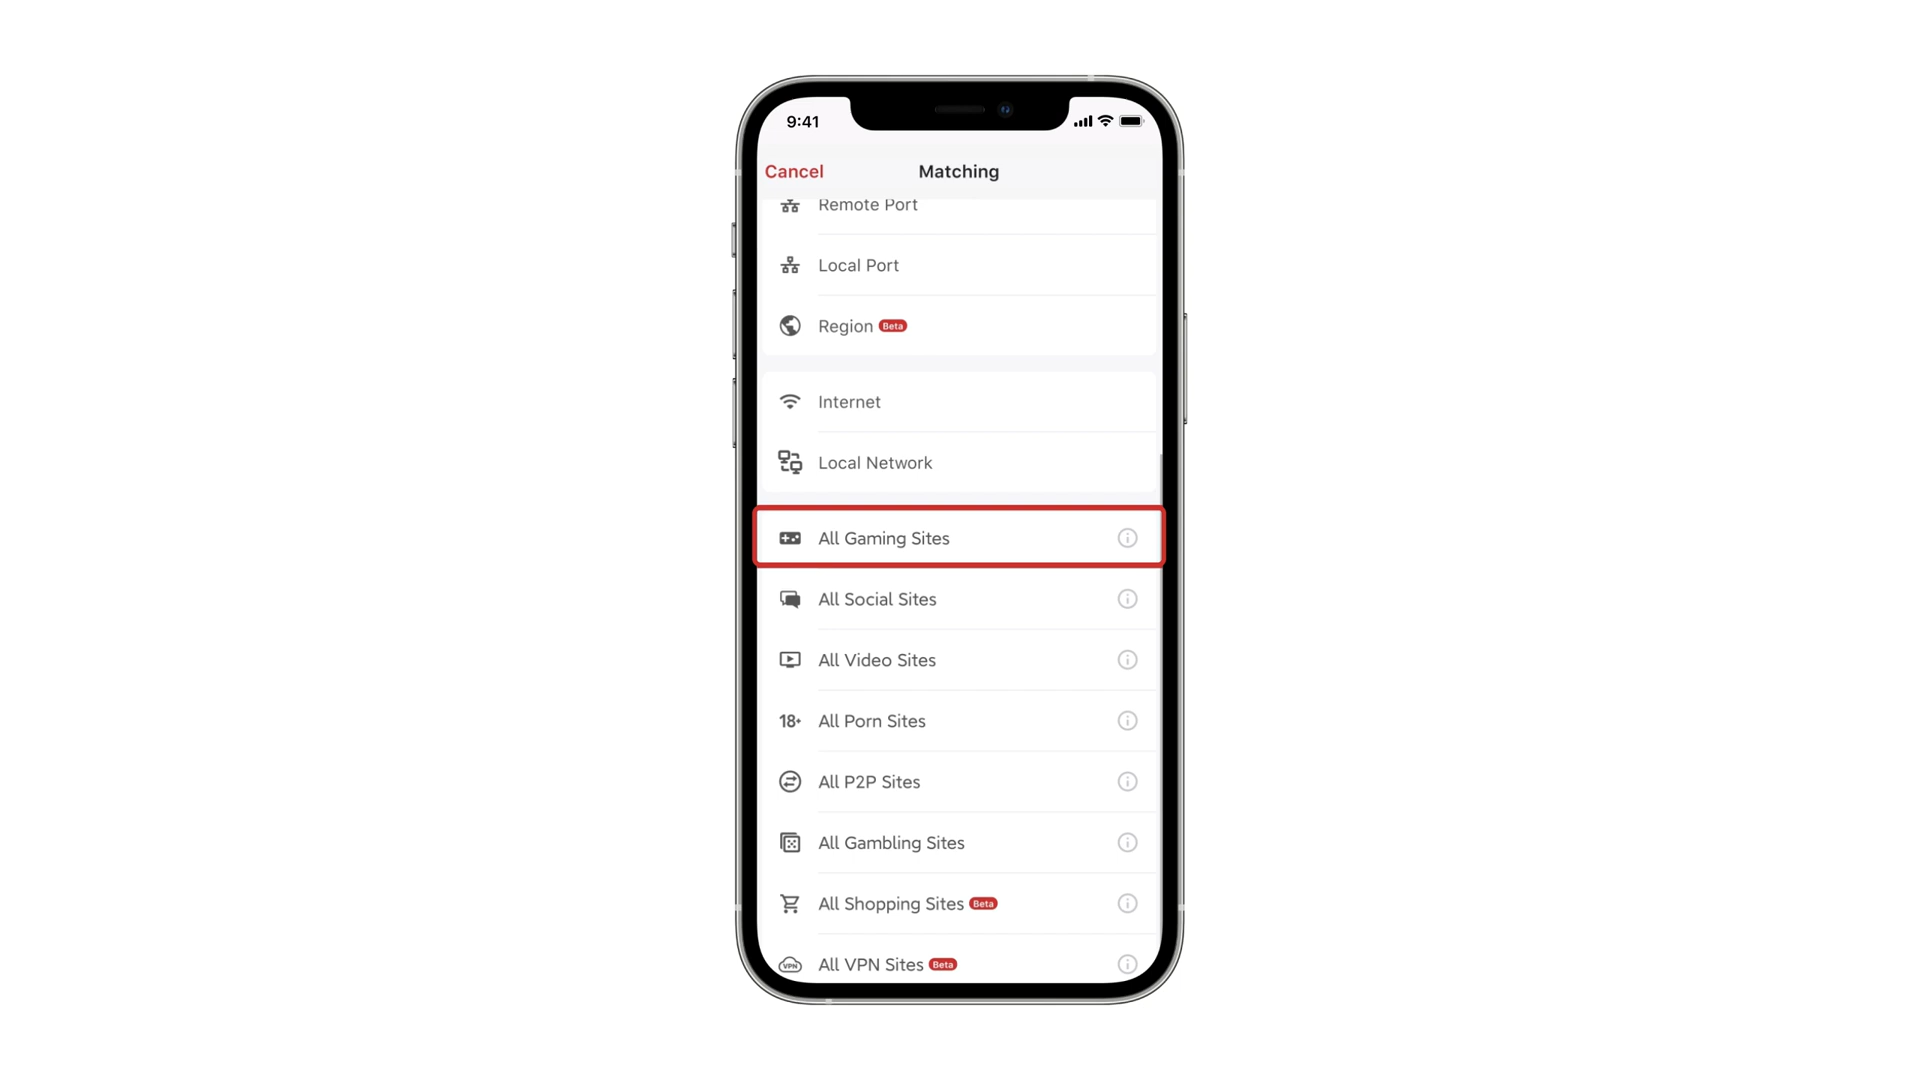 9:41
Cancel Matching
Remote Port
Local Port
Region Beta
Internet
Local Network
All Gaming Sites
All Social Sites
All Video Sites
18+ All Porn Sites
All P2P Sites
All Gambling Sites
All Shopping Sites Beta
VPN All VPN Sites Beta